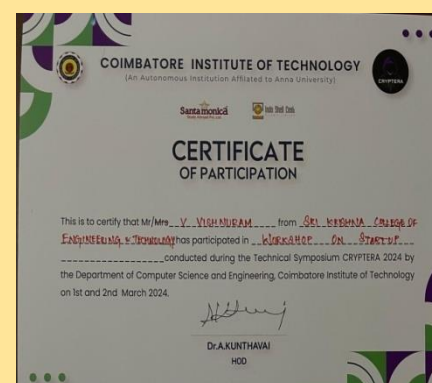 COIMBATORE INSTITUTE OF TECHNOLOGY
(An Autonomous Institution Affliated to Anna University)
CRYPTERA
Santamonica
CERTIFICATE
OF PARTICIPATION
This is to certify that Mr/Mrs V VISHNURAM from SRI KRISHNA COLLEGE OF
ENGINEERING & TECHNOLOGY has participated in WORKSHOP ON START-UP
conducted during the Technical Symposium CRYPTERA 2024 by
the Department of Computer Science and Engineering, Coimbatore Institute of Technology
on 1st and 2nd March 2024.
Dr.A.KUNTHAVAI
HOD